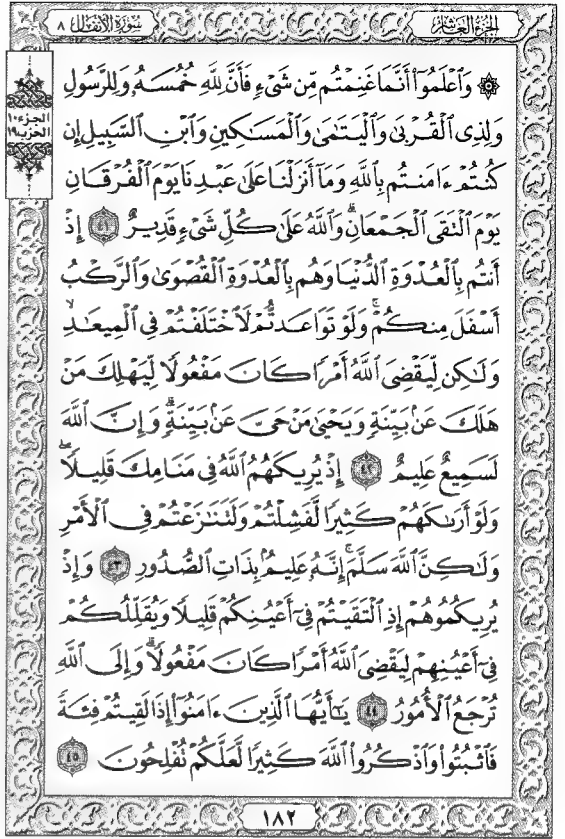 الجزء العاشر
سورة الأنفال ٨
الجزء ١٠
الحزب ١٩
۞ وَٱعْلَمُوٓا۟ أَنَّمَا غَنِمْتُم مِّن شَىْءٍ فَأَنَّ لِلَّهِ خُمُسَهُۥ وَلِلرَّسُولِ
وَلِذِى ٱلْقُرْبَىٰ وَٱلْيَتَـٰمَىٰ وَٱلْمَسَـٰكِينِ وَٱبْنِ ٱلسَّبِيلِ إِن
كُنتُمْ ءَامَنتُم بِٱللَّهِ وَمَآ أَنزَلْنَا عَلَىٰ عَبْدِنَا يَوْمَ ٱلْفُرْقَانِ
يَوْمَ ٱلْتَقَى ٱلْجَمْعَانِ ۗ وَٱللَّهُ عَلَىٰ كُلِّ شَىْءٍ قَدِيرٌ ٤١ إِذْ
أَنتُم بِٱلْعُدْوَةِ ٱلدُّنْيَا وَهُم بِٱلْعُدْوَةِ ٱلْقُصْوَىٰ وَٱلرَّكْبُ
أَسْفَلَ مِنكُمْ ۚ وَلَوْ تَوَاعَدتُّمْ لَٱخْتَلَفْتُمْ فِى ٱلْمِيعَـٰدِ ۙ
وَلَـٰكِن لِّيَقْضِىَ ٱللَّهُ أَمْرًا كَانَ مَفْعُولًا لِّيَهْلِكَ مَنْ
هَلَكَ عَنۢ بَيِّنَةٍ وَيَحْيَىٰ مَنْ حَىَّ عَنۢ بَيِّنَةٍ ۗ وَإِنَّ ٱللَّهَ
لَسَمِيعٌ عَلِيمٌ ٤٢ إِذْ يُرِيكَهُمُ ٱللَّهُ فِى مَنَامِكَ قَلِيلًا ۖ
وَلَوْ أَرَىٰكَهُمْ كَثِيرًا لَّفَشِلْتُمْ وَلَتَنَـٰزَعْتُمْ فِى ٱلْأَمْرِ
وَلَـٰكِنَّ ٱللَّهَ سَلَّمَ ۗ إِنَّهُۥ عَلِيمٌۢ بِذَاتِ ٱلصُّدُورِ ٤٣ وَإِذْ
يُرِيكُمُوهُمْ إِذِ ٱلْتَقَيْتُمْ فِىٓ أَعْيُنِكُمْ قَلِيلًا وَيُقَلِّلُكُمْ
فِىٓ أَعْيُنِهِمْ لِيَقْضِىَ ٱللَّهُ أَمْرًا كَانَ مَفْعُولًا ۗ وَإِلَى ٱللَّهِ
تُرْجَعُ ٱلْأُمُورُ ٤٤ يَـٰٓأَيُّهَا ٱلَّذِينَ ءَامَنُوٓا۟ إِذَا لَقِيتُمْ فِئَةً
فَٱثْبُتُوا۟ وَٱذْكُرُوا۟ ٱللَّهَ كَثِيرًا لَّعَلَّكُمْ تُفْلِحُونَ ٤٥
١٨٢